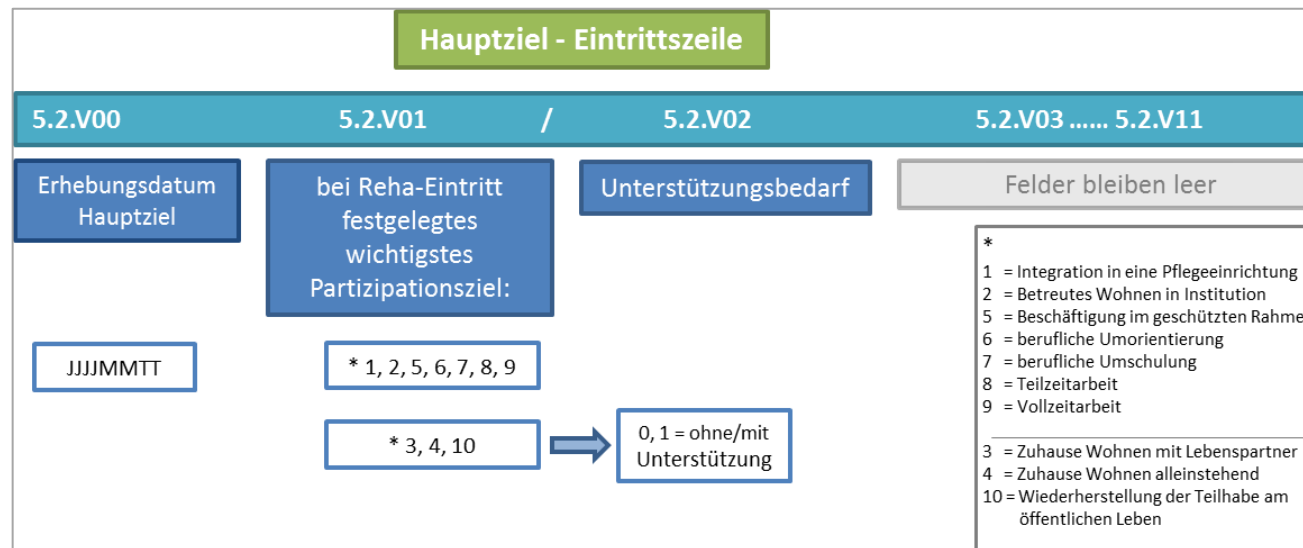 Hauptziel - Eintrittszeile
5.2.V00 5.2.V01 / 5.2.V02 5.2.V03 ...... 5.2.V11
Erhebungsdatum
Hauptziel
bei Reha-Eintritt
festgelegtes
wichtigstes
Partizipationsziel:
Unterstützungsbedarf
Felder bleiben leer
JJJJMMTT
* 1, 2, 5, 6, 7, 8, 9
* 3, 4, 10
0, 1 = ohne/mit
Unterstützung
*
1 = Integration in eine Pflegeeinrichtung
2 = Betreutes Wohnen in Institution
5 = Beschäftigung im geschützten Rahme
6 = berufliche Umorientierung
7 = berufliche Umschulung
8 = Teilzeitarbeit
9 = Vollzeitarbeit
3 = Zuhause Wohnen mit Lebenspartner
4 = Zuhause Wohnen alleinstehend
10 = Wiederherstellung der Teilhabe am
öffentlichen Leben